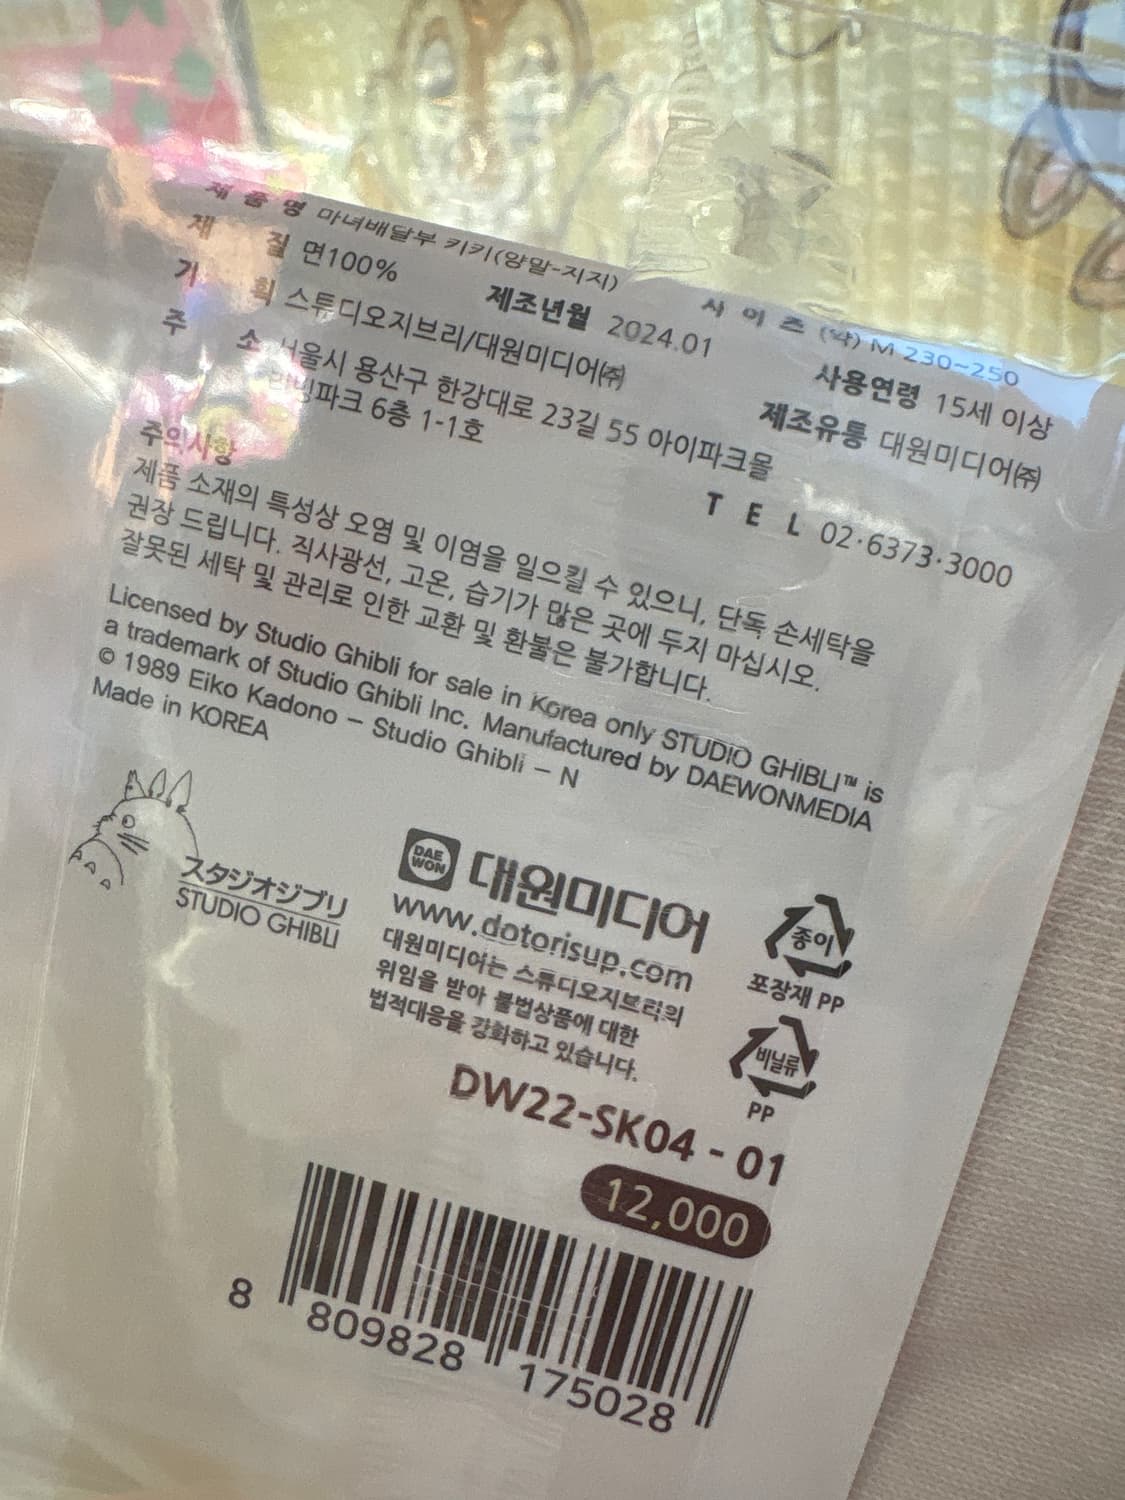 제품명 마녀배달부 키키(양말-지지)
사이즈 (약) M 230~250
재질 면100%
제조년월 2024.01
사용연령 15세 이상
기획 스튜디오지브리/대원미디어㈜
제조유통 대원미디어㈜
주소 서울시 용산구 한강대로 23길 55 아이파크몰
6층 1-1호
TEL 02·6373·3000
주의사항
제품 소재의 특성상 오염 및 이염을 일으킬 수 있으니, 단독 손세탁을
권장 드립니다. 직사광선, 고온, 습기가 많은 곳에 두지 마십시오.
잘못된 세탁 및 관리로 인한 교환 및 환불은 불가합니다.
Licensed by Studio Ghibli for sale in Korea only STUDIO GHIBLI™ is
a trademark of Studio Ghibli Inc. Manufactured by DAEWONMEDIA
© 1989 Eiko Kadono – Studio Ghibli – N
Made in KOREA
スタジオジブリ
STUDIO GHIBLI
DAE
WON
대원미디어
www.dotorisup.com
대원미디어는 스튜디오지브리의
위임을 받아 불법상품에 대한
법적대응을 강화하고 있습니다.
종이
포장재 PP
비닐류
PP
DW22-SK04 - 01
12,000
8 809828 175028